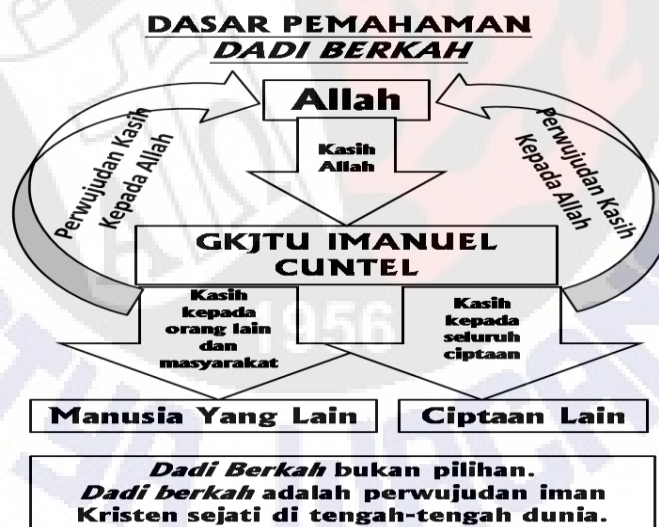 DASAR PEMAHAMAN
DADI BERKAH
Allah
Perwujudan Kasih
Kepada Allah
Kasih
Allah
Perwujudan Kasih
Kepada Allah
GKJTU IMANUEL
CUNTEL
Kasih
kepada
orang lain
dan
masyarakat
Kasih
kepada
seluruh
ciptaan
1956
Manusia Yang Lain
Ciptaan Lain
Dadi Berkah bukan pilihan.
Dadi berkah adalah perwujudan iman
Kristen sejati di tengah-tengah dunia.